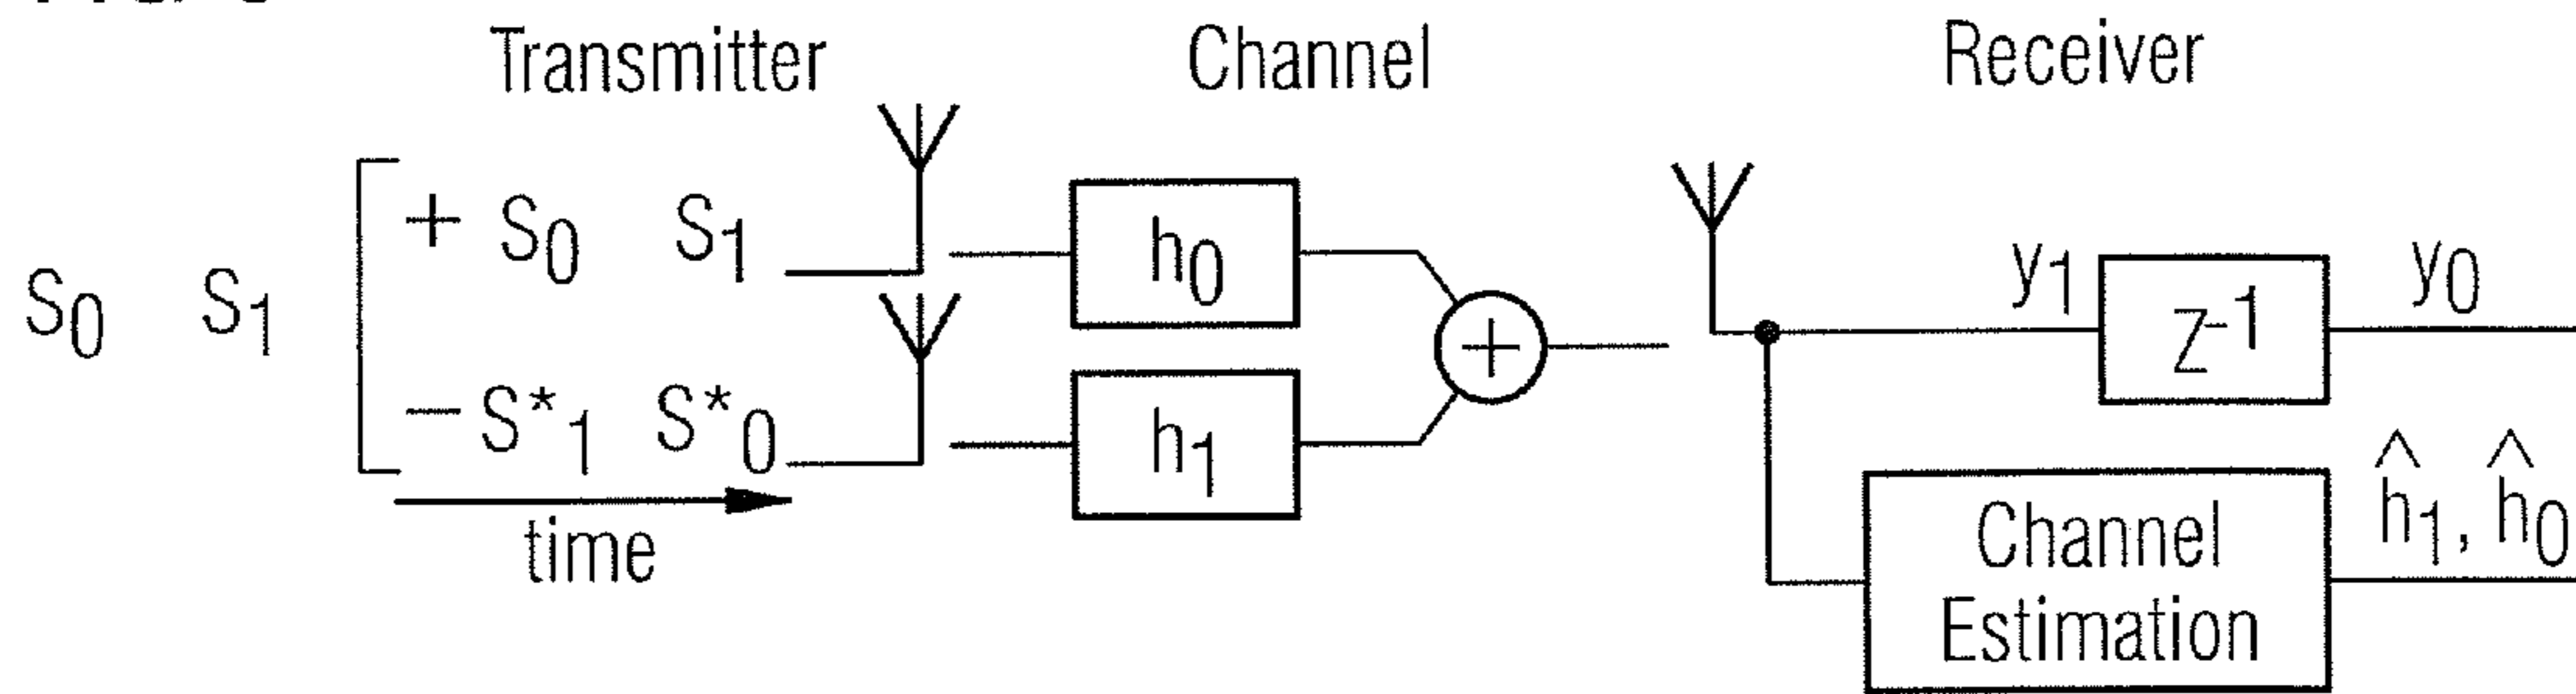 Transmitter Channel Receiver
S0 S1
+ S0 S1
- S*1 S*0
time
h0
h1
+
y1 Z-1 y0
Channel
Estimation
ĥ1, ĥ0